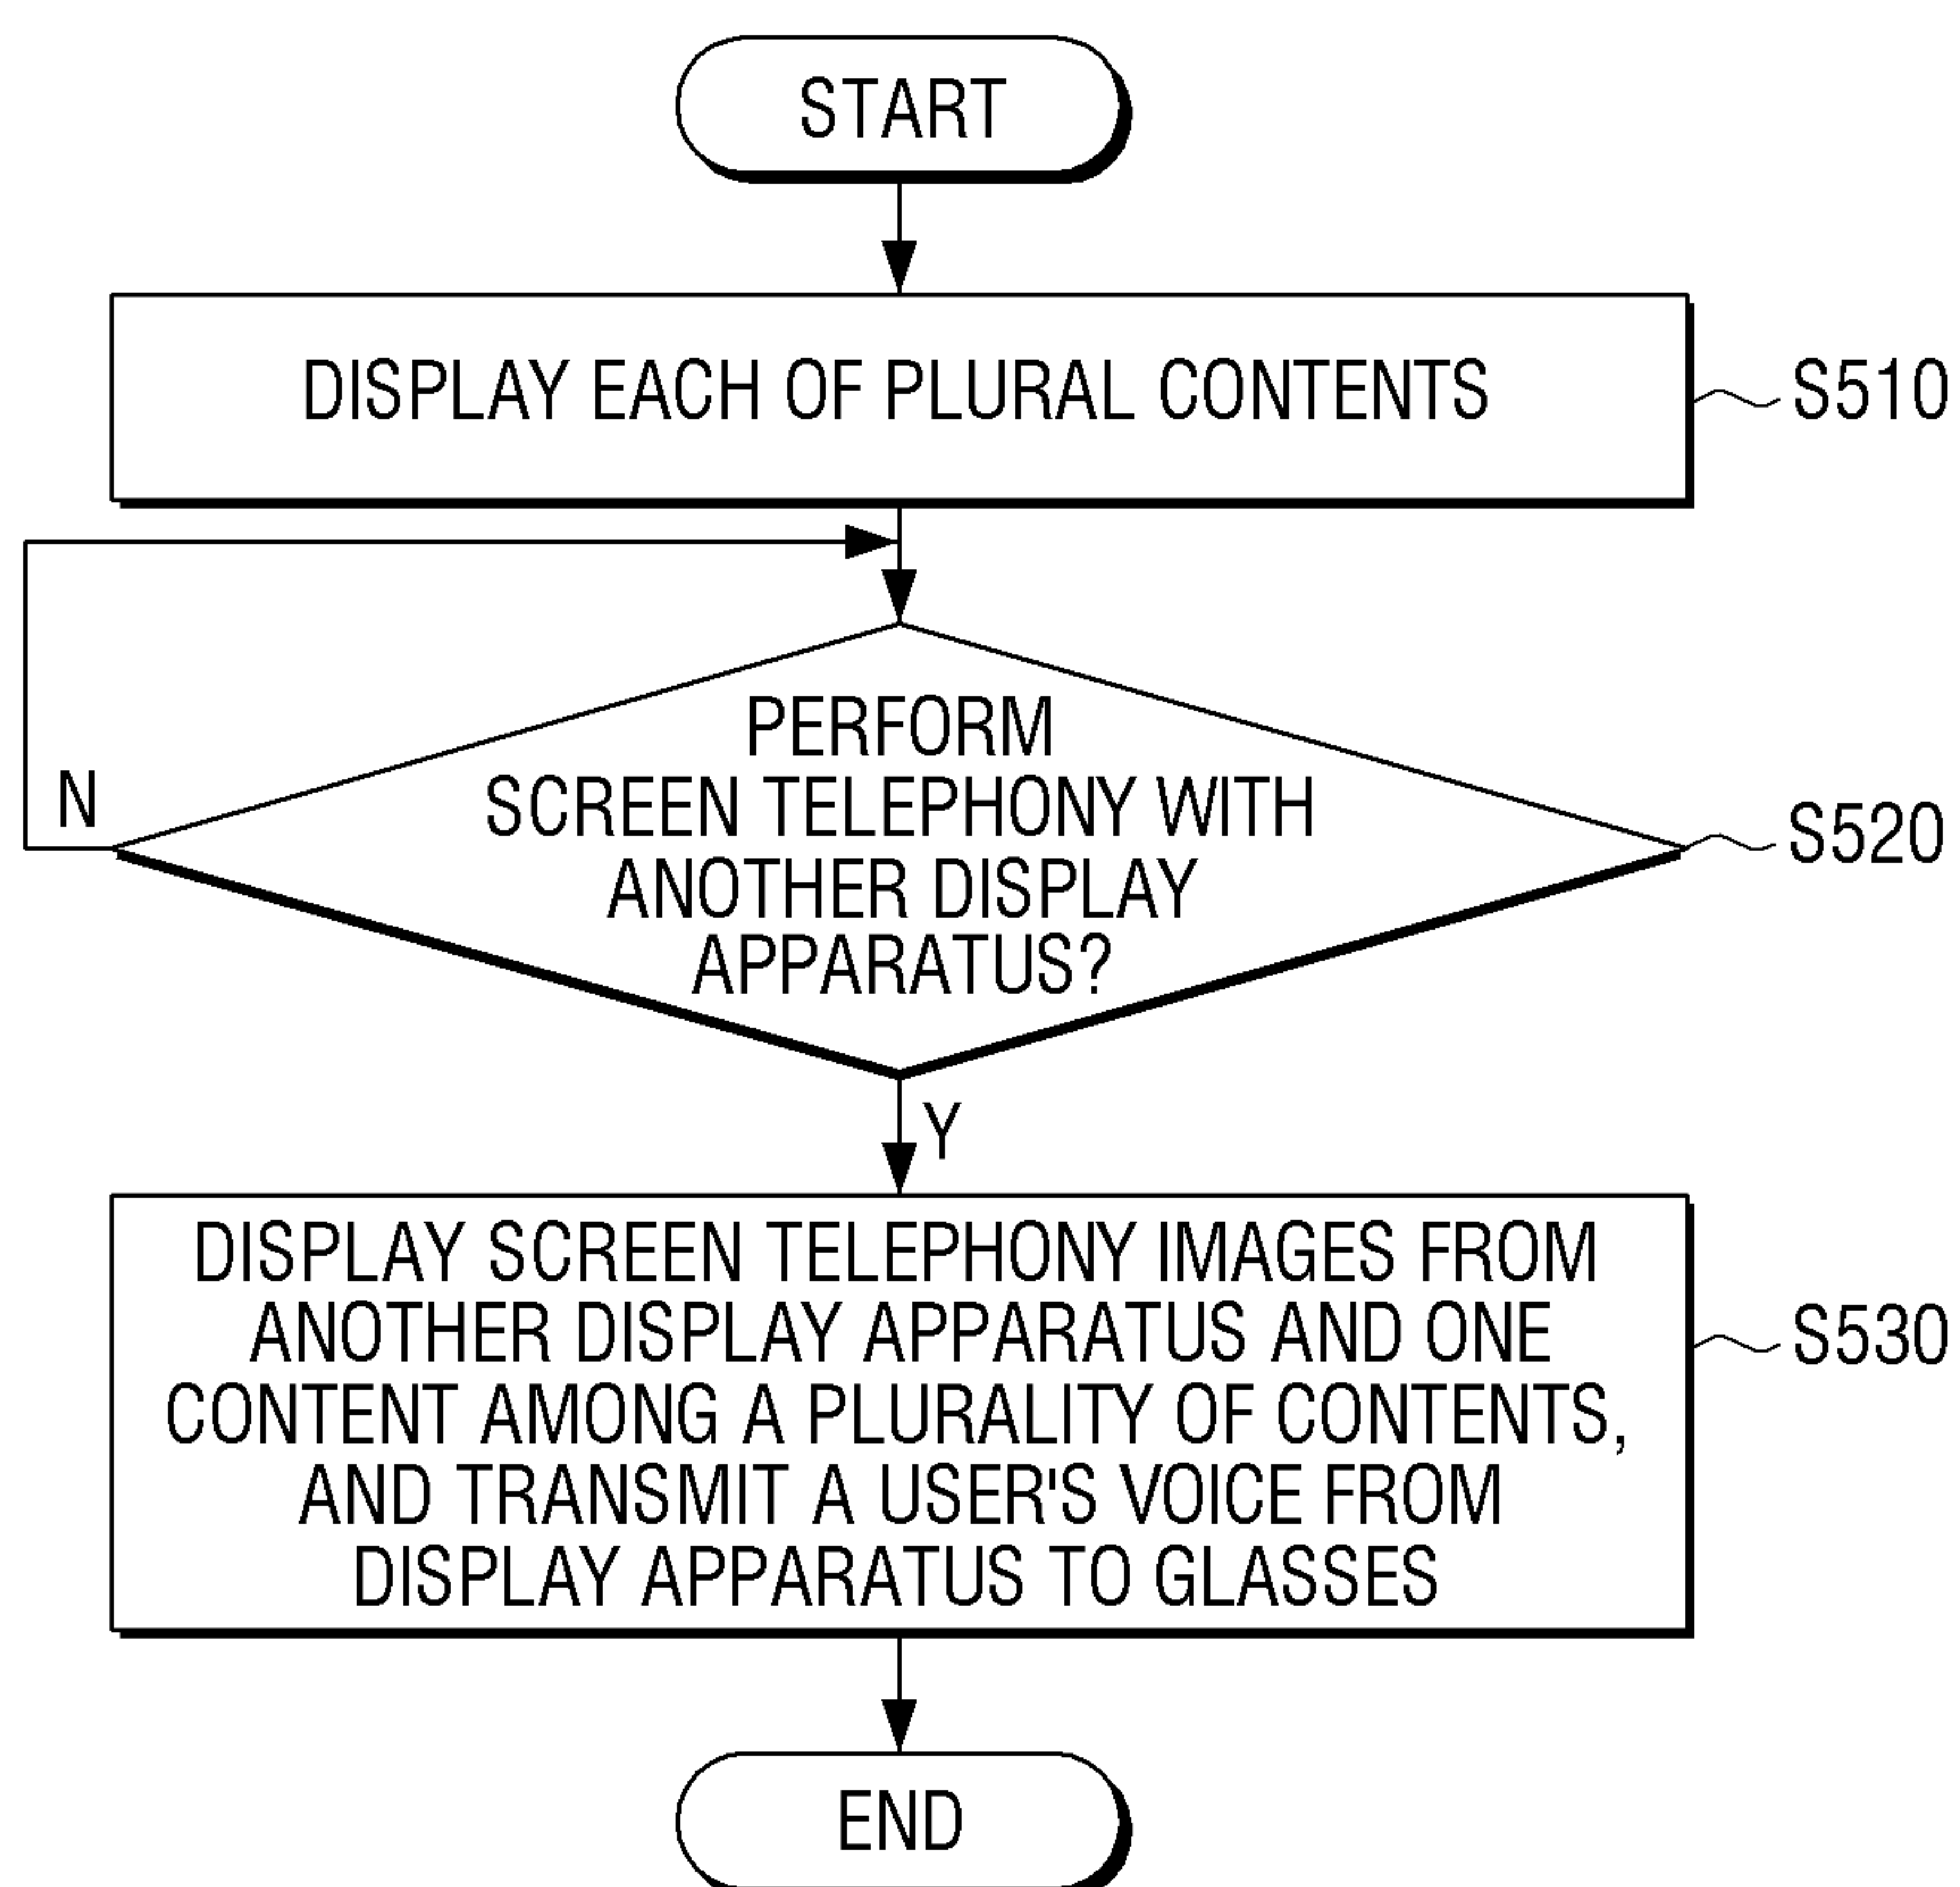 START
DISPLAY EACH OF PLURAL CONTENTS
S510
PERFORM
SCREEN TELEPHONY WITH
ANOTHER DISPLAY
APPARATUS?
S520
N
Y
DISPLAY SCREEN TELEPHONY IMAGES FROM
ANOTHER DISPLAY APPARATUS AND ONE
CONTENT AMONG A PLURALITY OF CONTENTS,
AND TRANSMIT A USER'S VOICE FROM
DISPLAY APPARATUS TO GLASSES
S530
END